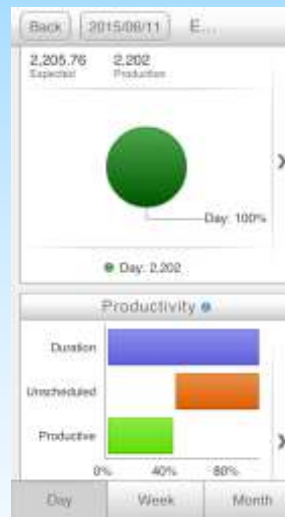 Back 2015/06/11 E...
2,205.76 2,202
Expected Production
Day: 100%
Day: 2,202
Productivity
Duration
Unscheduled
Productive
0% 40% 80%
Day Week Month